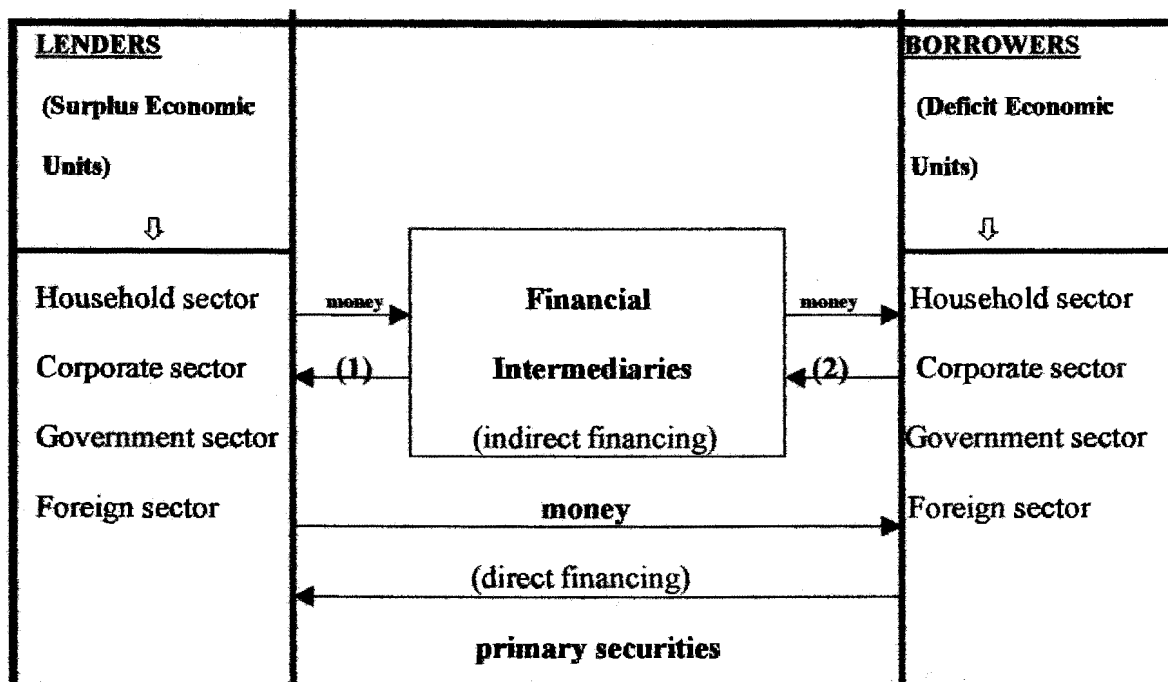 LENDERS
(Surplus Economic
Units)
BORROWERS
(Deficit Economic
Units)
Household sector
money
Financial
money
Household sector
Corporate sector
(1)
Intermediaries
(2)
Corporate sector
Government sector
(indirect financing)
Government sector
Foreign sector
money
Foreign sector
(direct financing)
primary securities